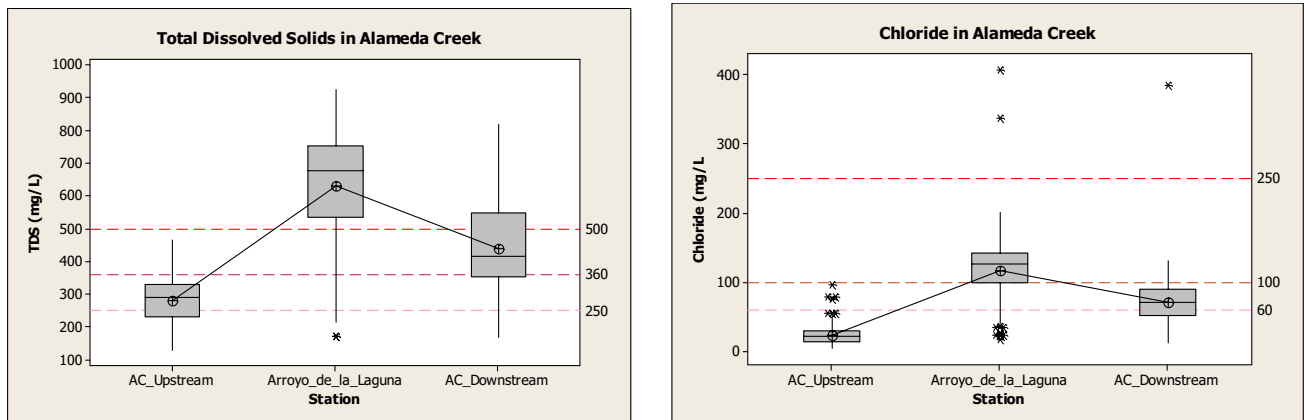 Total Dissolved Solids in Alameda Creek
1000
900
800
700
600
500
400
300
200
100
TDS (mg/L)
500
360
250
AC_Upstream Arroyo_de_la_Laguna AC_Downstream
Station
Chloride in Alameda Creek
400
300
200
100
0
Chloride (mg/L
250
100
60
AC_Upstream Arroyo_de_la_Laguna AC_Downstream
Station